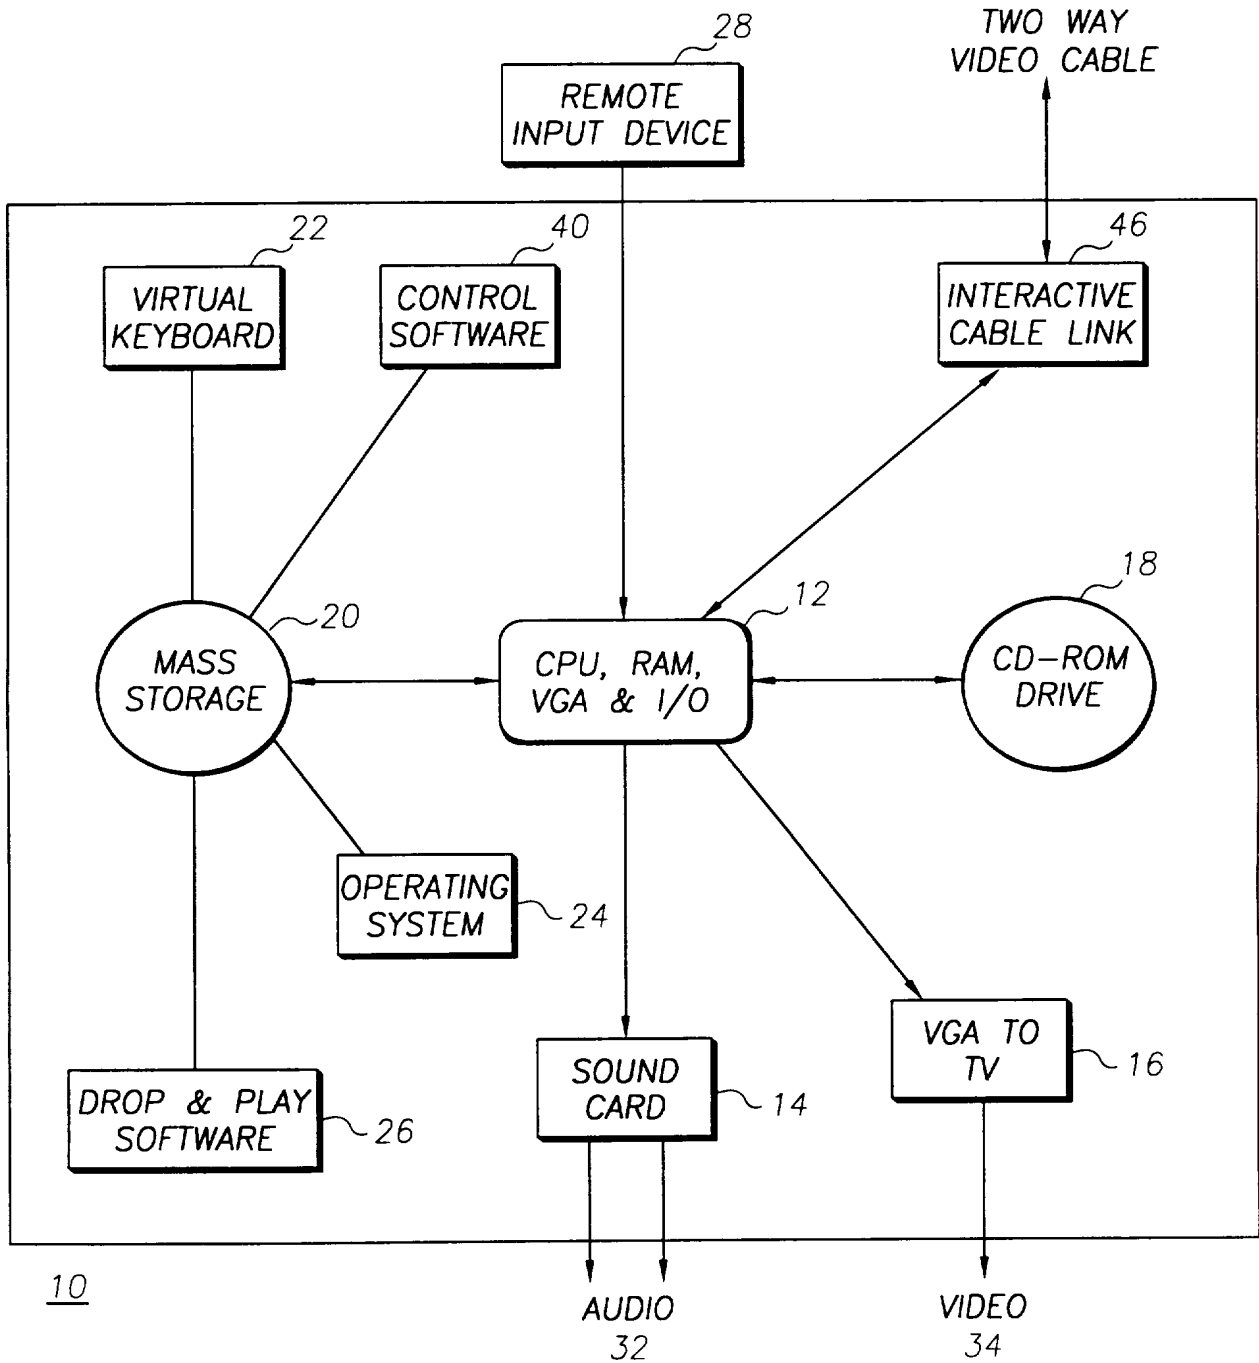 TWO WAY
VIDEO CABLE
28
REMOTE
INPUT DEVICE
22
40
46
VIRTUAL
KEYBOARD
CONTROL
SOFTWARE
INTERACTIVE
CABLE LINK
20
12
18
MASS
STORAGE
CPU, RAM,
VGA & I/O
CD-ROM
DRIVE
OPERATING
SYSTEM
24
VGA TO
TV
16
SOUND
CARD
14
DROP & PLAY
SOFTWARE
26
10
AUDIO
32
VIDEO
34